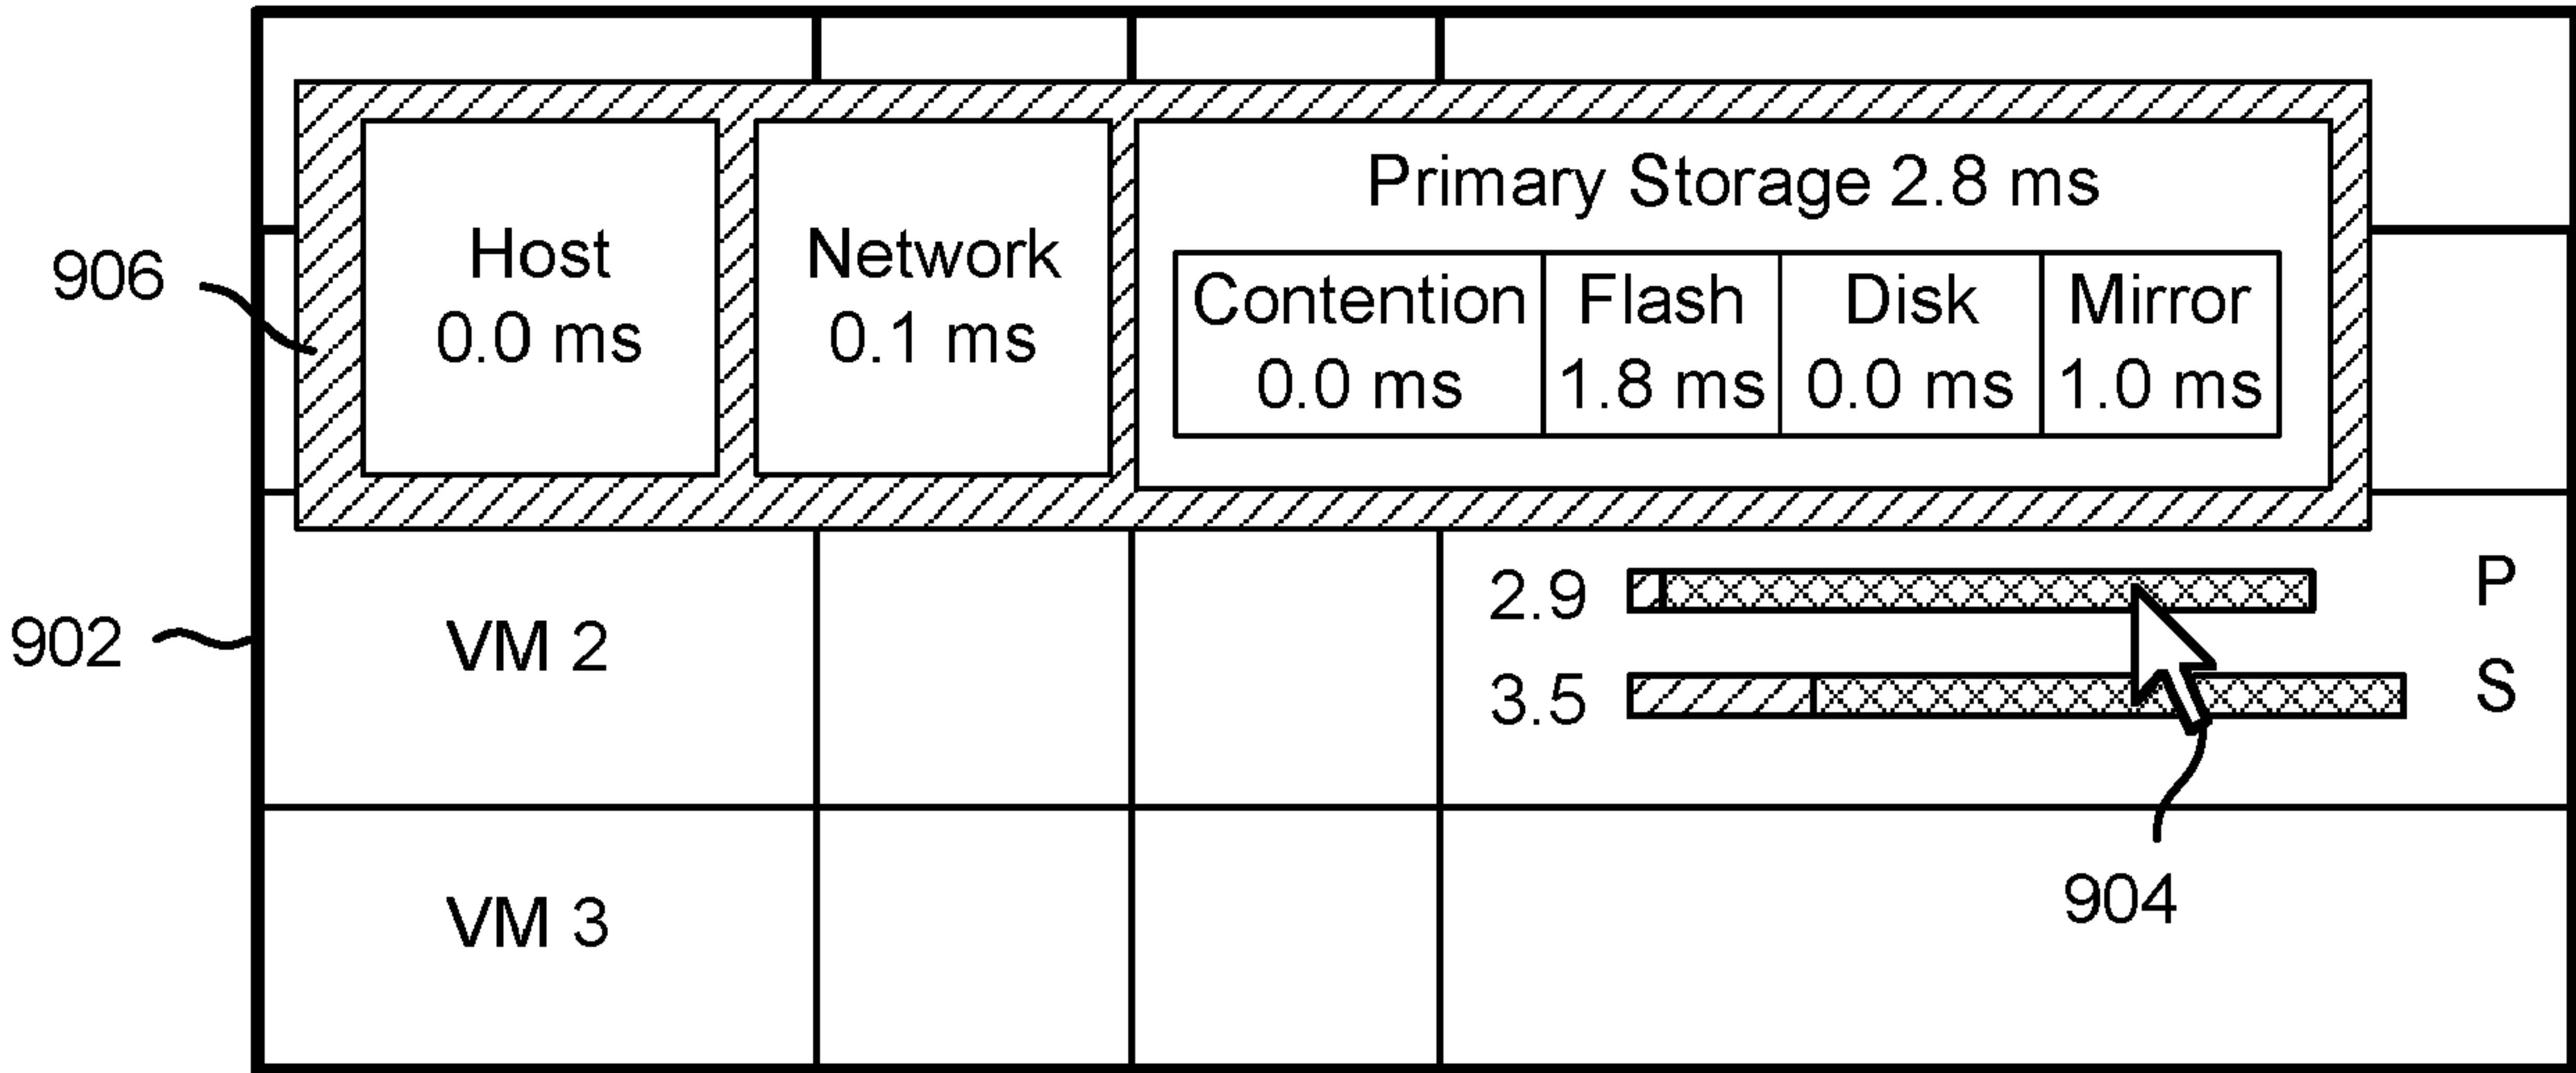 Primary Storage 2.8 ms
Host
0.0 ms
Network
0.1 ms
Contention
0.0 ms
Flash
1.8 ms
Disk
0.0 ms
Mirror
1.0 ms
906
2.9
P
902
VM 2
3.5
S
904
VM 3